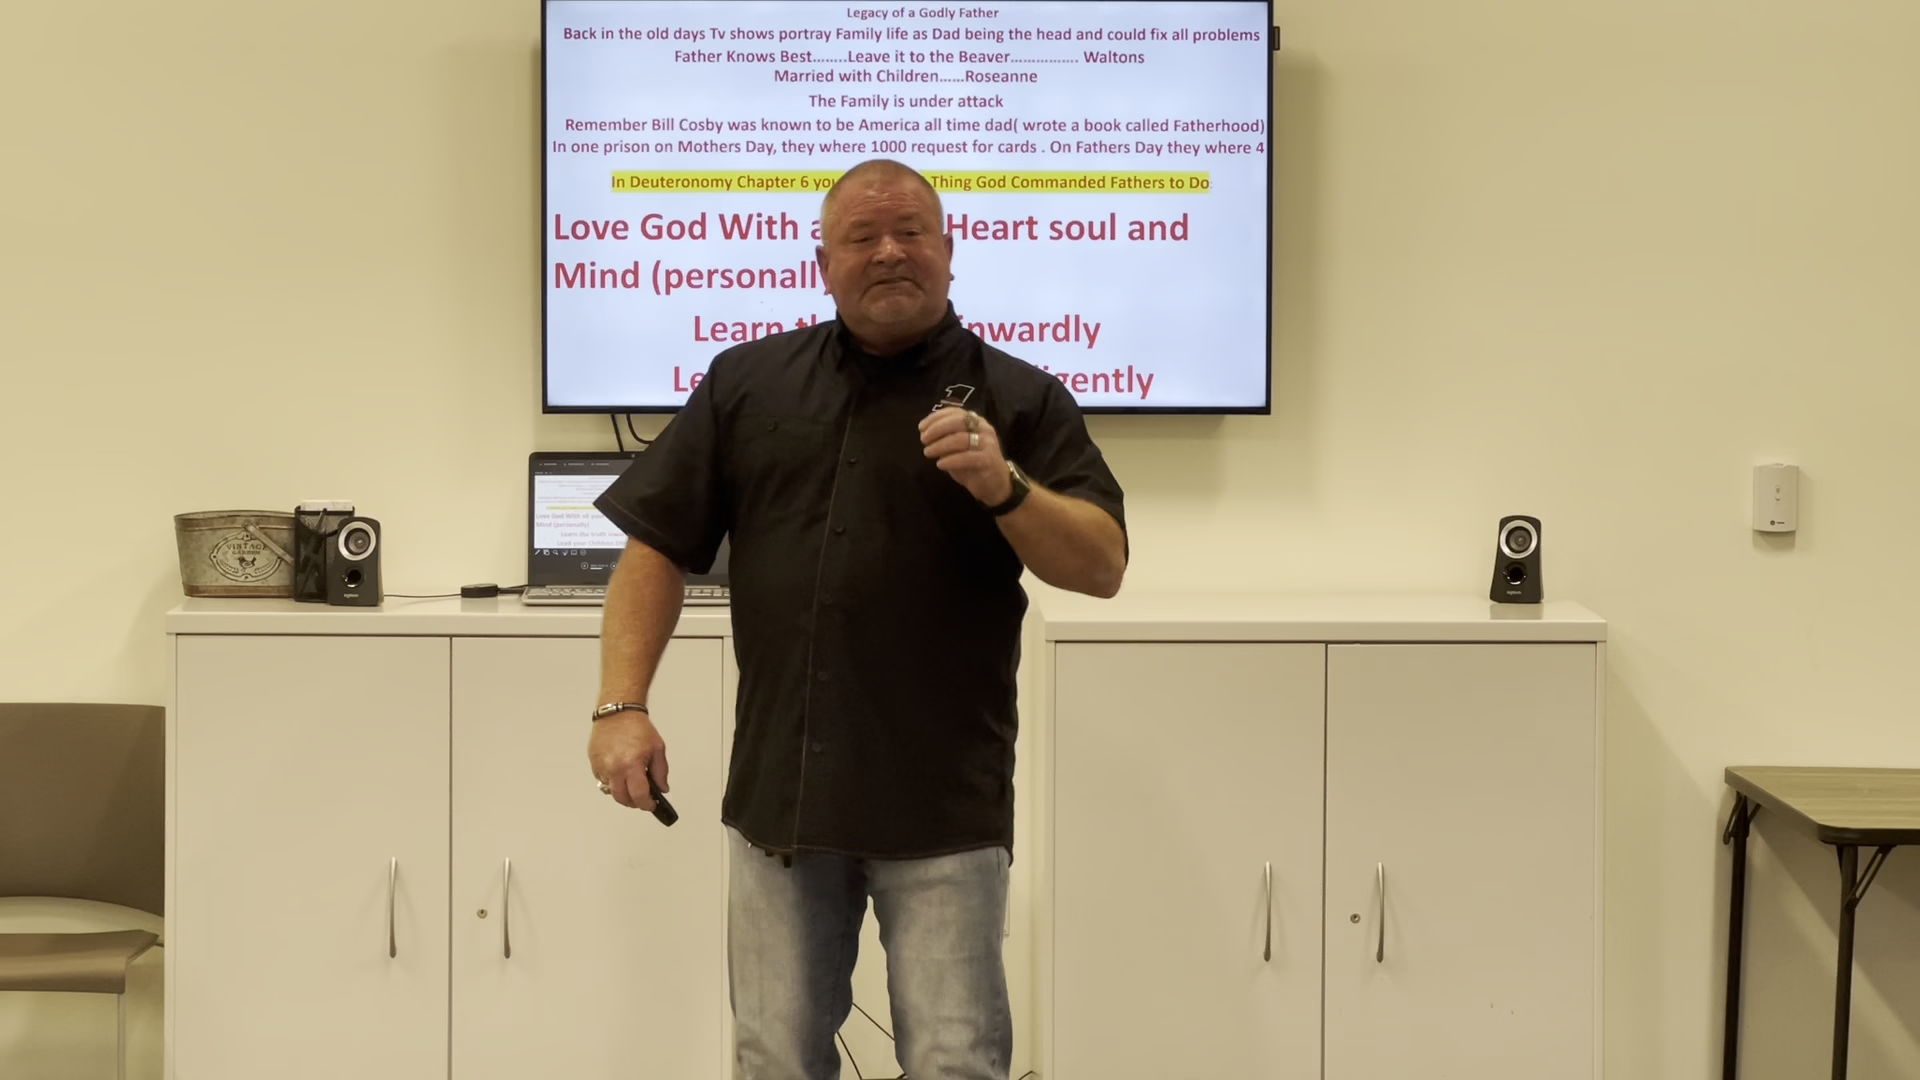 Legacy of a Godly Father
Back in the old days Tv shows portray Family life as Dad being the head and could fix all problems
Father Knows Best........Leave it to the Beaver................ Waltons
Married with Children......Roseanne
The Family is under attack
Remember Bill Cosby was known to be America all time dad( wrote a book called Fatherhood)
In one prison on Mothers Day, they where 1000 request for cards . On Fathers Day they where 4
In Deuteronomy Chapter 6 Thing God Commanded Fathers to Do
Love God With Heart soul and
Mind (personally
Learn inwardly
VINTAGE
logitech
logitech